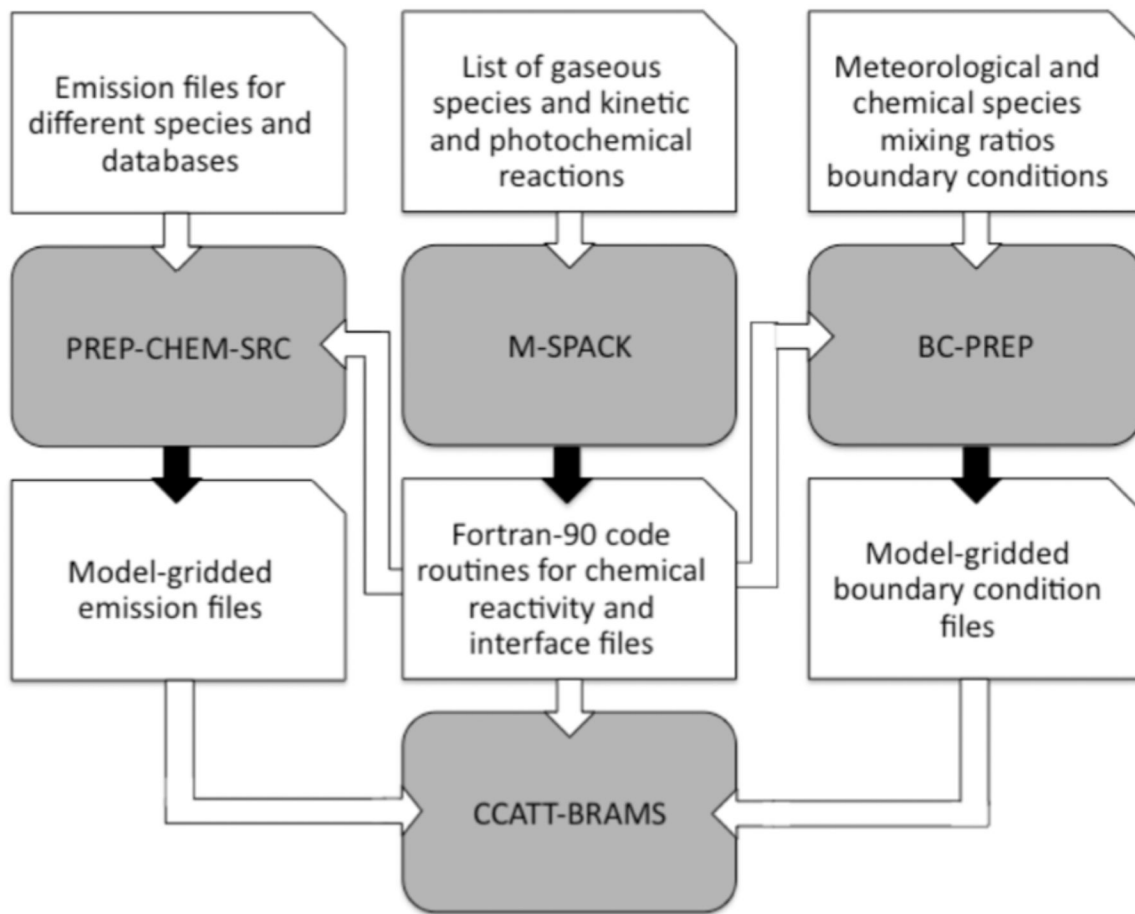 Emission files for
different species and
databases
List of gaseous
species and kinetic
and photochemical
reactions
Meteorological and
chemical species
mixing ratios
boundary conditions
PREP-CHEM-SRC
M-SPACK
BC-PREP
Model-gridded
emission files
Fortran-90 code
routines for chemical
reactivity and
interface files
Model-gridded
boundary condition
files
CCATT-BRAMS